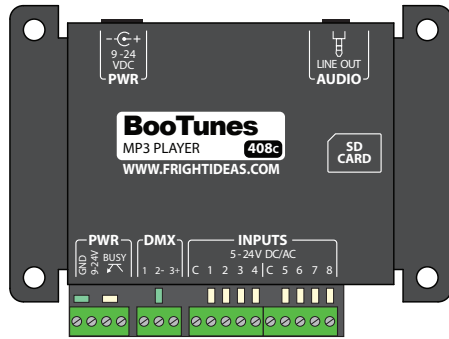 - +
9 -24
VDC
PWR
LINE OUT
AUDIO
BooTunes
MP3 PLAYER 408c
WWW.FRIGHTIDEAS.COM
SD
CARD
PWR
GND
9-24V
BUSY
DMX
1 2- 3+
INPUTS
5 - 24V DC/AC
C 1 2 3 4 C 5 6 7 8